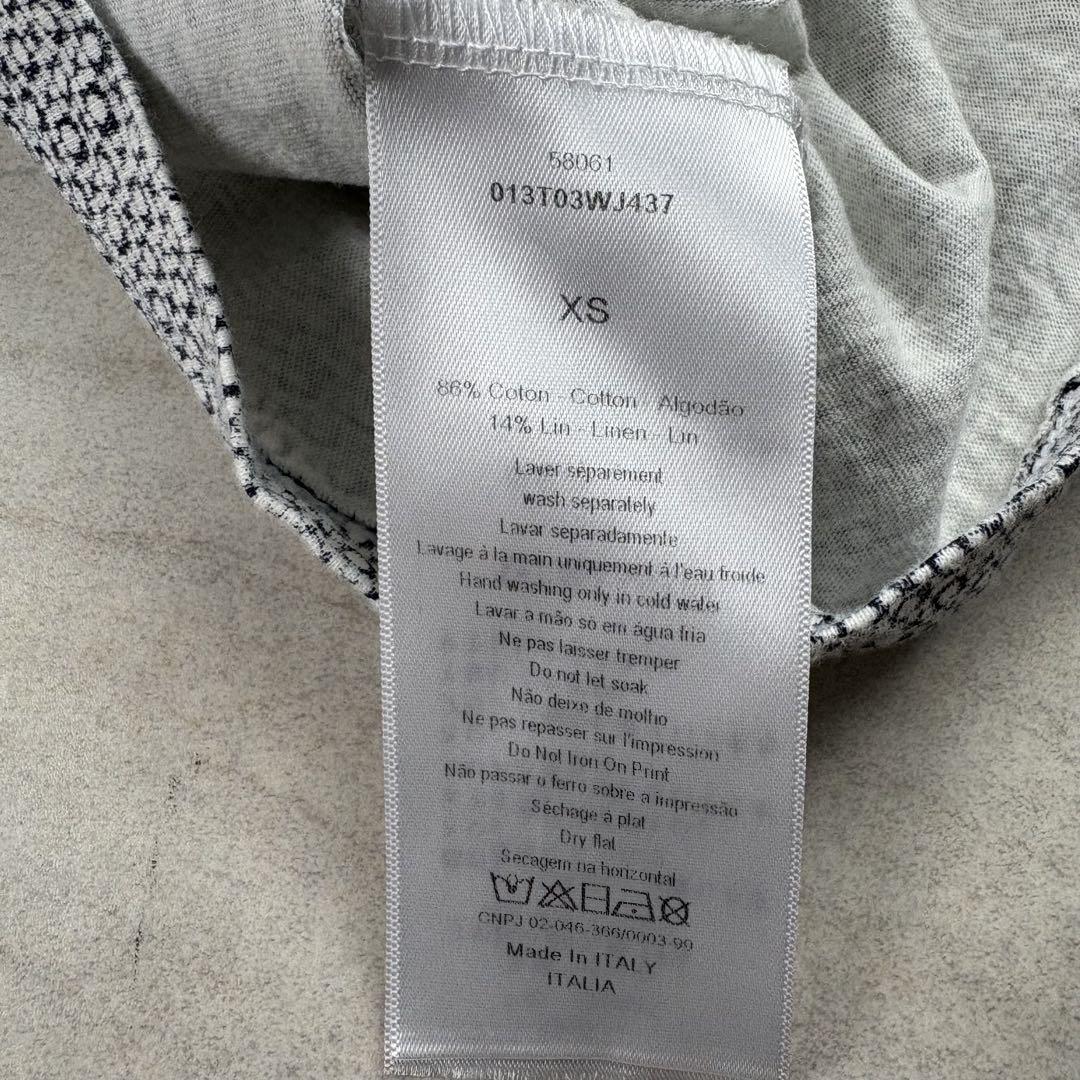 58061
013T03WJ437
XS
86% Coton - Cotton - Algodão
14% Lin - Linen - Lin
Laver séparement
wash separately
Lavar separadamente
Lavage à la main uniquement à l'eau froide
Hand washing only in cold water
Lavar a mão so em água fria
Ne pas laisser tremper
Do not let soak
Não deixe de molho
Ne pas repasser sur l'impression
Do Not Iron On Print
Não passar o ferro sobre a impressão
Séchage à plat
Dry flat
Secagem na horizontal
CNPJ 02-046-366/0003-99
Made In ITALY
ITALIA